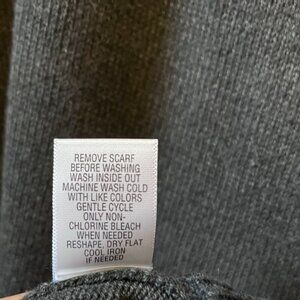 REMOVE SCARF
BEFORE WASHING
WASH INSIDE OUT
MACHINE WASH COLD
WITH LIKE COLORS
GENTLE CYCLE
ONLY NON-
CHLORINE BLEACH
WHEN NEEDED
RESHAPE, DRY FLAT
COOL IRON
IF NEEDED